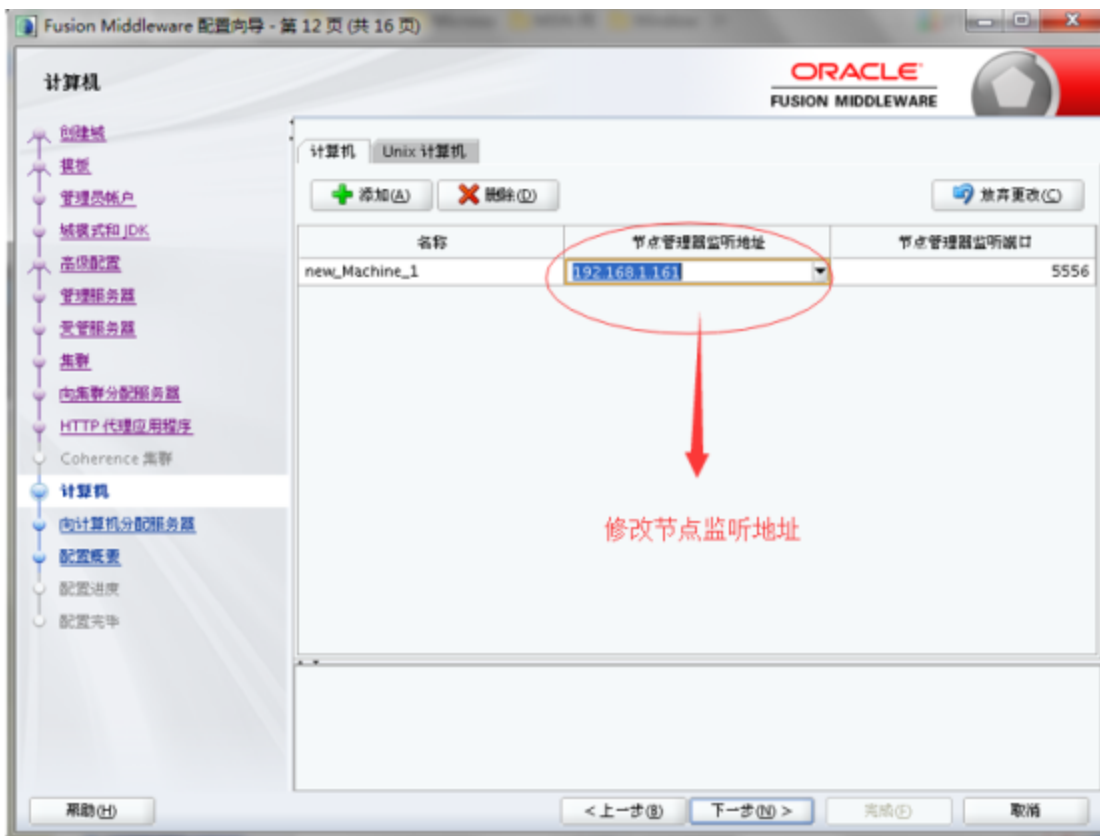 Fusion Middleware 配置向导 - 第 12 页 (共 16 页)
计算机
ORACLE
FUSION MIDDLEWARE
创建域
模板
管理员帐户
域模式和 JDK
高级配置
管理服务器
受管服务器
集群
向集群分配服务器
HTTP 代理应用程序
Coherence 集群
计算机
向计算机分配服务器
配置概要
配置进度
配置完毕
计算机 Unix 计算机
添加(A) 删除(D) 放弃更改(C)
名称 节点管理器监听地址 节点管理器监听端口
new_Machine_1 192.168.1.161 5556
修改节点监听地址
帮助(H) <上一步(B) 下一步(N)> 完成(F) 取消